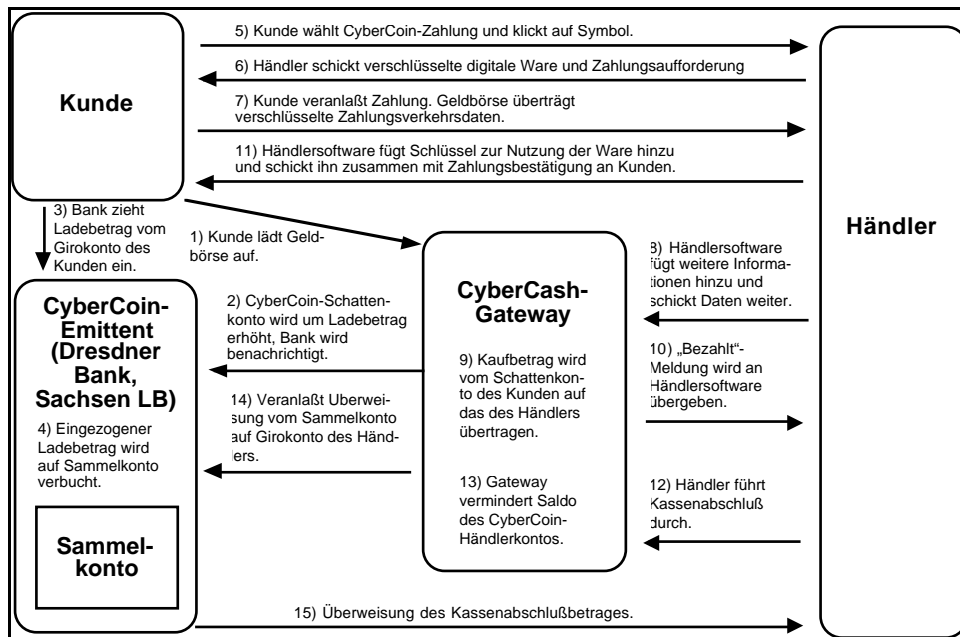 5) Kunde wählt CyberCoin-Zahlung und klickt auf Symbol.
6) Händler schickt verschlüsselte digitale Ware und Zahlungsaufforderung
Kunde
7) Kunde veranlaßt Zahlung. Geldbörse überträgt
verschlüsselte Zahlungsverkehrsdaten.
11) Händlersoftware fügt Schlüssel zur Nutzung der Ware hinzu
und schickt ihn zusammen mit Zahlungsbestätigung an Kunden.
Händler
3) Bank zieht
Ladebetrag vom
Girokonto des
Kunden ein.
1) Kunde lädt Geld-
börse auf.
8) Händlersoftware
fügt weitere Informa-
tionen hinzu und
schickt Daten weiter.
CyberCoin-
Emittent
(Dresdner
Bank,
Sachsen LB)
2) CyberCoin-Schatten-
konto wird um Ladebetrag
erhöht, Bank wird
benachrichtigt.
CyberCash-
Gateway
9) Kaufbetrag wird
vom Schattenkon-
to des Kunden auf
das des Händlers
übertragen.
10) „Bezahlt“-
Meldung wird an
Händlersoftware
übergeben.
14) Veranlaßt Uberwei-
sung vom Sammelkonto
auf Girokonto des Händ-
lers.
4) Eingezogener
Ladebetrag wird
auf Sammelkonto
verbucht.
13) Gateway
vermindert Saldo
des CyberCoin-
Händlerkontos.
12) Händler führt
Kassenabschluß
durch.
Sammel-
konto
15) Überweisung des Kassenabschlußbetrages.